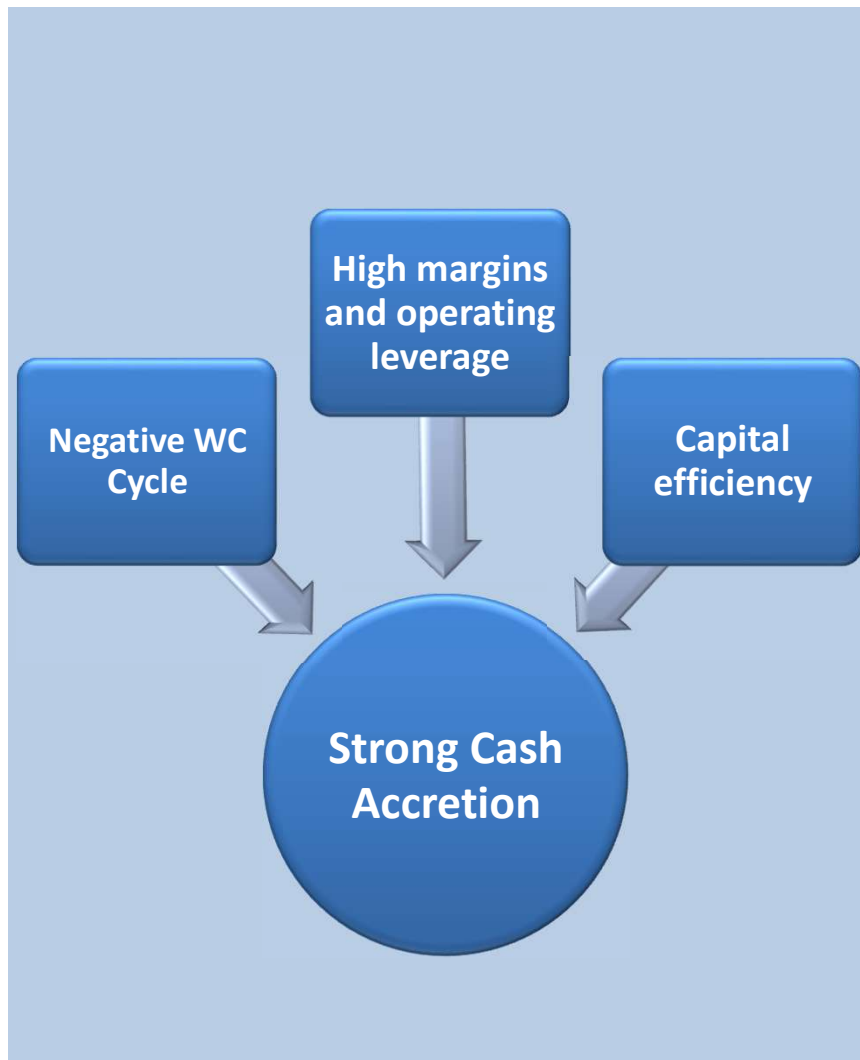 High margins
and operating
leverage
Negative WC
Cycle
Capital
efficiency
Strong Cash
Accretion